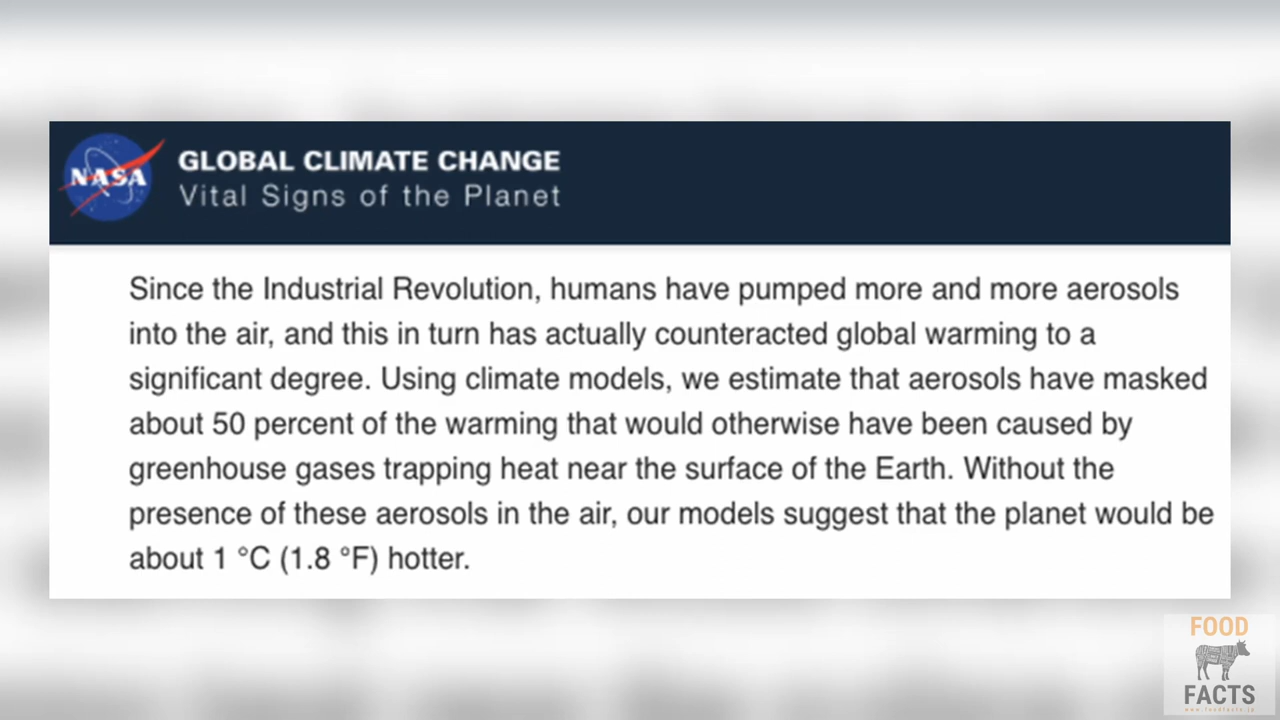 NASA
GLOBAL CLIMATE CHANGE
Vital Signs of the Planet
Since the Industrial Revolution, humans have pumped more and more aerosols
into the air, and this in turn has actually counteracted global warming to a
significant degree. Using climate models, we estimate that aerosols have masked
about 50 percent of the warming that would otherwise have been caused by
greenhouse gases trapping heat near the surface of the Earth. Without the
presence of these aerosols in the air, our models suggest that the planet would be
about 1 °C (1.8 °F) hotter.
FOOD
FACTS